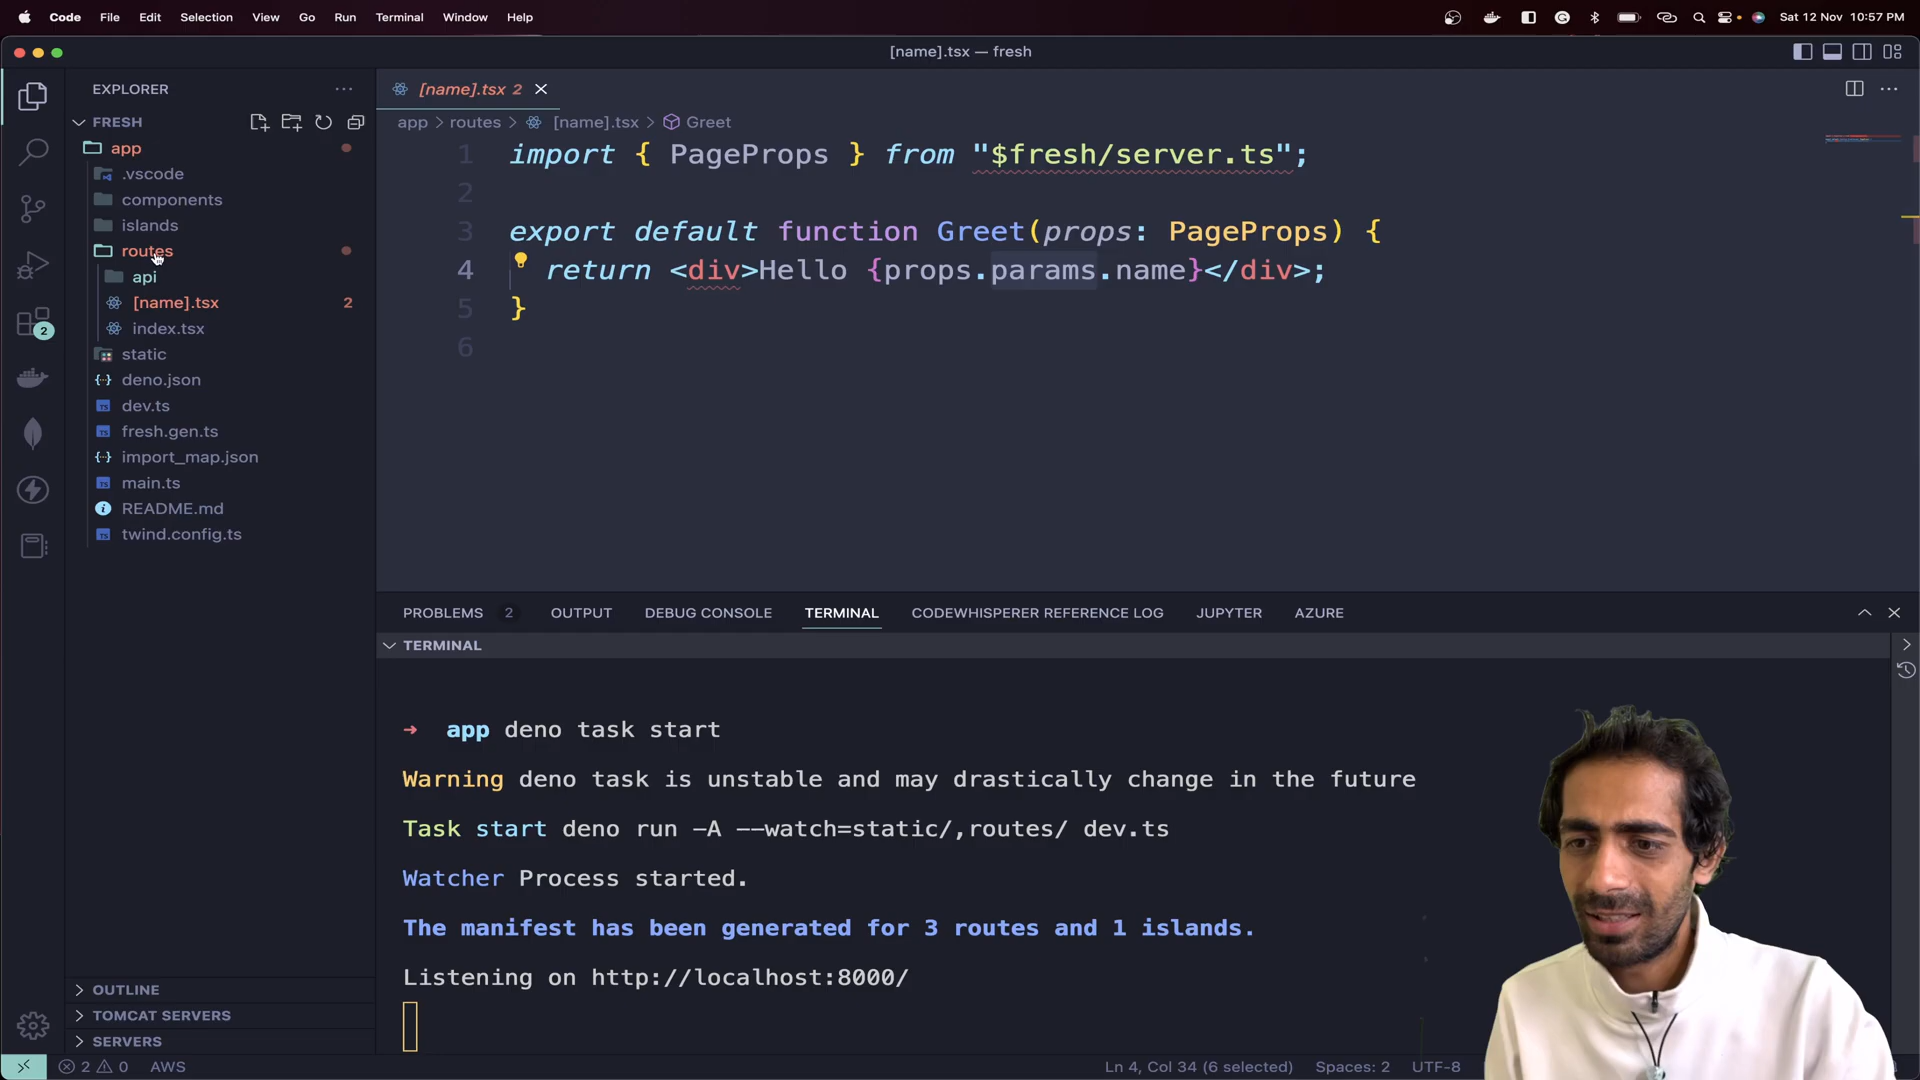 Code File Edit Selection View Go Run Terminal Window Help Sat 12 Nov 10:57 PM
[name].tsx — fresh
EXPLORER
FRESH
app
.vscode
components
islands
routes
api
[name].tsx 2
index.tsx
static
deno.json
dev.ts
fresh.gen.ts
import_map.json
main.ts
README.md
twind.config.ts
2
OUTLINE
TOMCAT SERVERS
SERVERS
[name].tsx 2
app > routes > [name].tsx > Greet
1 import { PageProps } from "$fresh/server.ts";
2
3 export default function Greet(props: PageProps) {
4 return <div>Hello {props.params.name}</div>;
5 }
6
PROBLEMS 2 OUTPUT DEBUG CONSOLE TERMINAL CODEWHISPERER REFERENCE LOG JUPYTER AZURE
TERMINAL
→ app deno task start
Warning deno task is unstable and may drastically change in the future
Task start deno run -A --watch=static/,routes/ dev.ts
Watcher Process started.
The manifest has been generated for 3 routes and 1 islands.
Listening on http://localhost:8000/
2 0 AWS Ln 4, Col 34 (6 selected) Spaces: 2 UTF-8